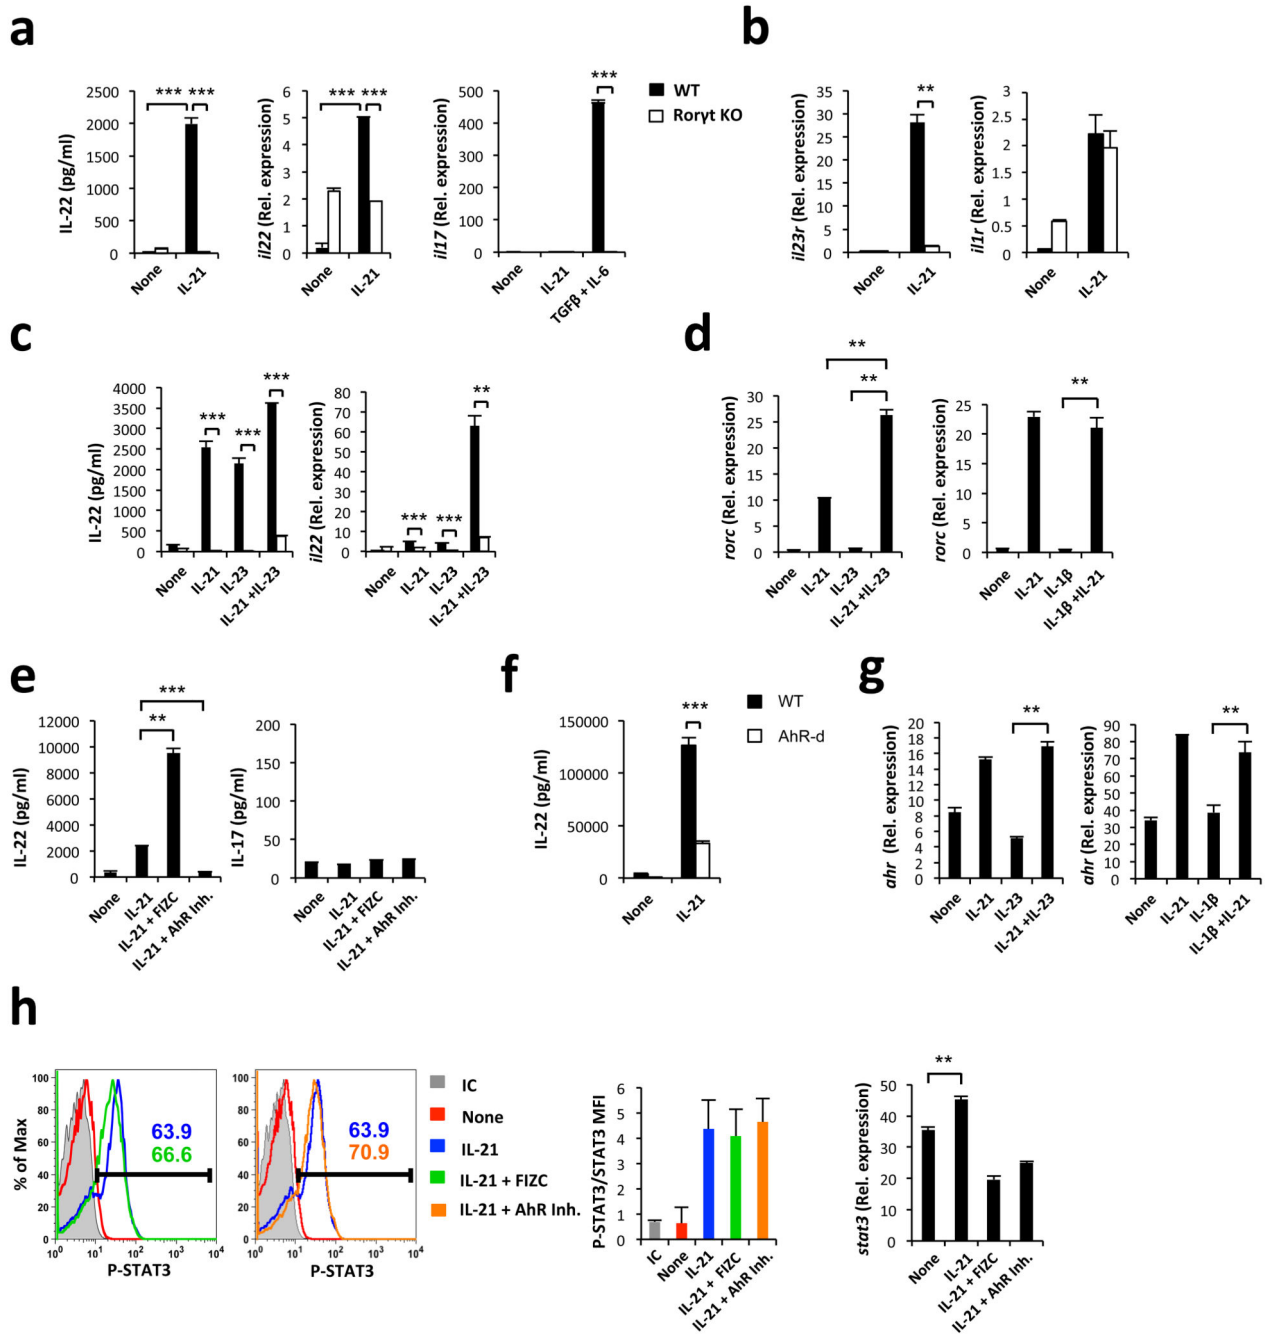 a
IL-22 (pg/ml)
2500
2000
1500
1000
500
0
***
***
None
IL-21
il22 (Rel. expression)
6
5
4
3
2
1
0
***
***
None
IL-21
il17 (Rel. expression)
500
400
300
200
100
0
***
None
IL-21
TGFβ + IL-6
WT
Rorγt KO
b
il23r (Rel. expression)
35
30
25
20
15
10
5
0
**
None
IL-21
il1r (Rel. expression)
3
2.5
2
1.5
1
0.5
0
None
IL-21
c
IL-22 (pg/ml)
4000
3500
3000
2500
2000
1500
1000
500
0
***
***
***
None
IL-21
IL-23
IL-21 +IL-23
il22 (Rel. expression)
80
70
60
50
40
30
20
10
0
***
***
**
None
IL-21
IL-23
IL-21 +IL-23
d
rorc (Rel. expression)
30
25
20
15
10
5
0
**
**
None
IL-21
IL-23
IL-21 +IL-23
rorc (Rel. expression)
25
20
15
10
5
0
**
None
IL-21
IL-1β
IL-1β +IL-21
e
IL-22 (pg/ml)
12000
10000
8000
6000
4000
2000
0
***
**
None
IL-21
IL-21 + FIZC
IL-21 + AhR Inh.
IL-17 (pg/ml)
200
150
100
50
0
None
IL-21
IL-21 + FIZC
IL-21 + AhR Inh.
f
IL-22 (pg/ml)
150000
100000
50000
0
***
None
IL-21
WT
AhR-d
g
ahr (Rel. expression)
20
18
16
14
12
10
8
6
4
2
0
**
None
IL-21
IL-23
IL-21 +IL-23
ahr (Rel. expression)
90
80
70
60
50
40
30
20
10
0
**
None
IL-21
IL-1β
IL-1β +IL-21
h
% of Max
100
80
60
40
20
0
63.9
66.6
10⁰ 10¹ 10² 10³ 10⁴
P-STAT3
100
80
60
40
20
0
63.9
70.9
10⁰ 10¹ 10² 10³ 10⁴
P-STAT3
IC
None
IL-21
IL-21 + FIZC
IL-21 + AhR Inh.
P-STAT3/STAT3 MFI
6
5
4
3
2
1
0
IC
None
IL-21
IL-21 + FIZC
IL-21 + AhR Inh.
stat3 (Rel. expression)
50
40
30
20
10
0
**
None
IL-21
IL-21 + FIZC
IL-21 + AhR Inh.